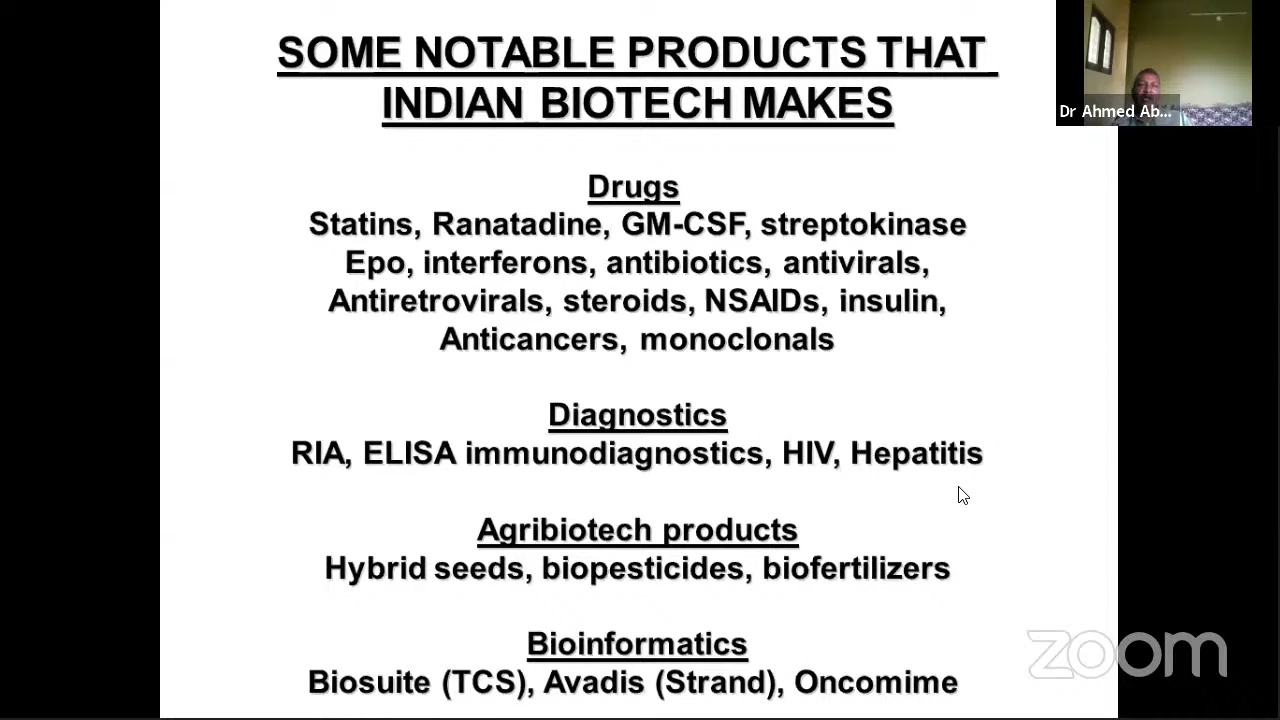 SOME NOTABLE PRODUCTS THAT
INDIAN BIOTECH MAKES
Dr Ahmed Ab...
Drugs
Statins, Ranatadine, GM-CSF, streptokinase
Epo, interferons, antibiotics, antivirals,
Antiretrovirals, steroids, NSAIDs, insulin,
Anticancers, monoclonals
Diagnostics
RIA, ELISA immunodiagnostics, HIV, Hepatitis
Agribiotech products
Hybrid seeds, biopesticides, biofertilizers
Bioinformatics
Biosuite (TCS), Avadis (Strand), Oncomime
zoom